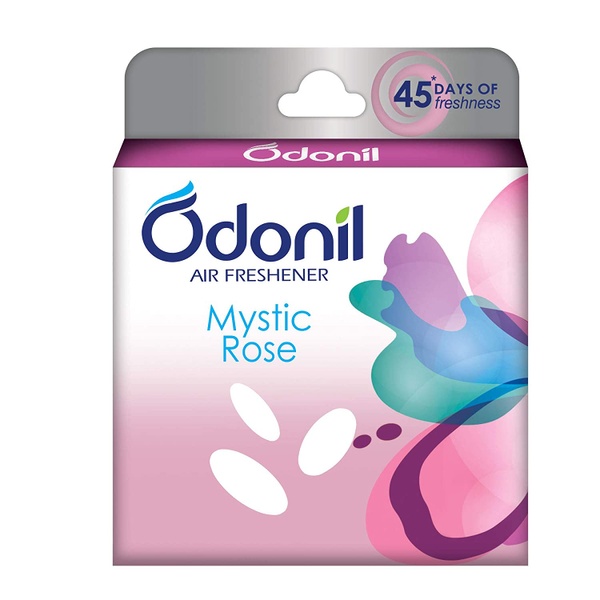 45* DAYS OF
freshness
Odonil
Odonil
AIR FRESHENER
Mystic
Rose